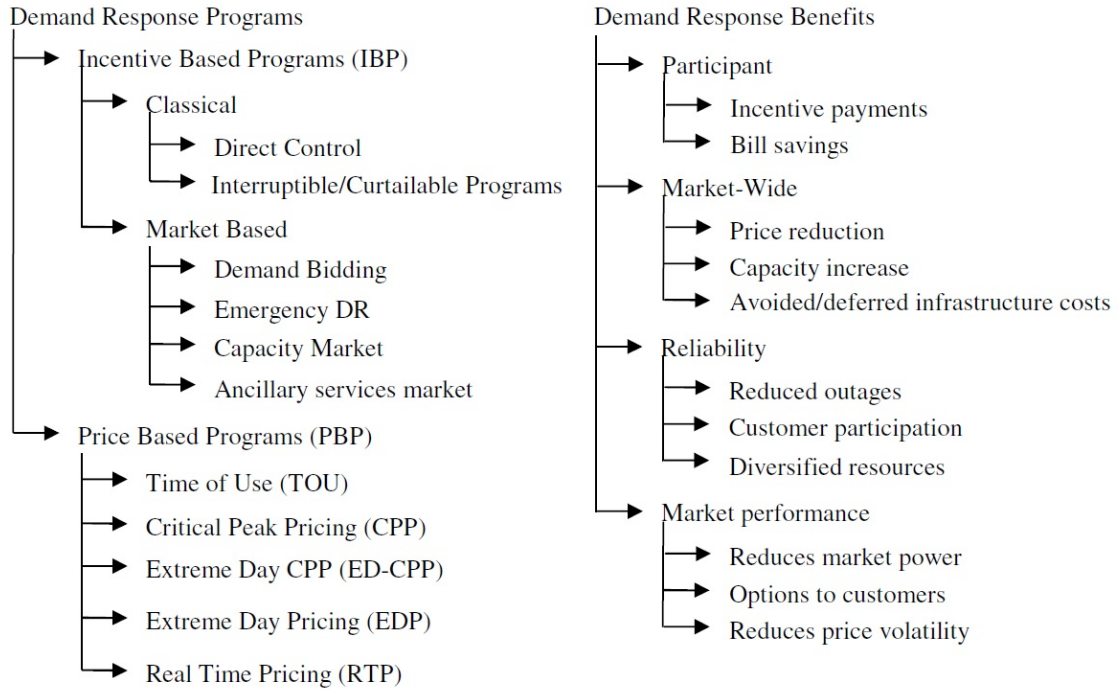 Demand Response Programs
Incentive Based Programs (IBP)
Classical
Direct Control
Interruptible/Curtailable Programs
Market Based
Demand Bidding
Emergency DR
Capacity Market
Ancillary services market
Price Based Programs (PBP)
Time of Use (TOU)
Critical Peak Pricing (CPP)
Extreme Day CPP (ED-CPP)
Extreme Day Pricing (EDP)
Real Time Pricing (RTP)
Demand Response Benefits
Participant
Incentive payments
Bill savings
Market-Wide
Price reduction
Capacity increase
Avoided/deferred infrastructure costs
Reliability
Reduced outages
Customer participation
Diversified resources
Market performance
Reduces market power
Options to customers
Reduces price volatility